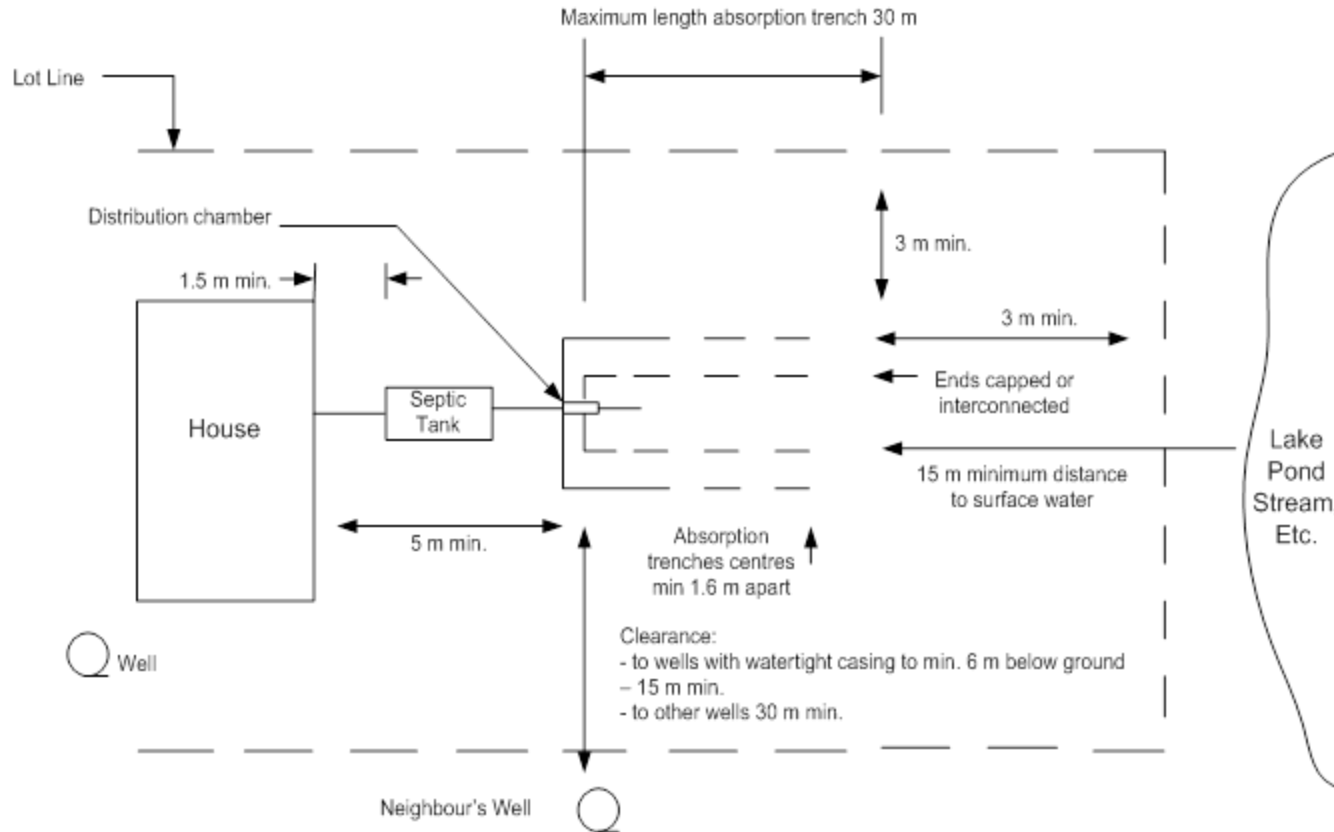 Maximum length absorption trench 30 m
Lot Line
Distribution chamber
3 m min.
1.5 m min.
3 m min.
Ends capped or
interconnected
Septic
Tank
House
Lake
Pond
Stream
Etc.
15 m minimum distance
to surface water
5 m min.
Absorption
trenches centres
min 1.6 m apart
Clearance:
- to wells with watertight casing to min. 6 m below ground
– 15 m min.
- to other wells 30 m min.
Well
Neighbour's Well